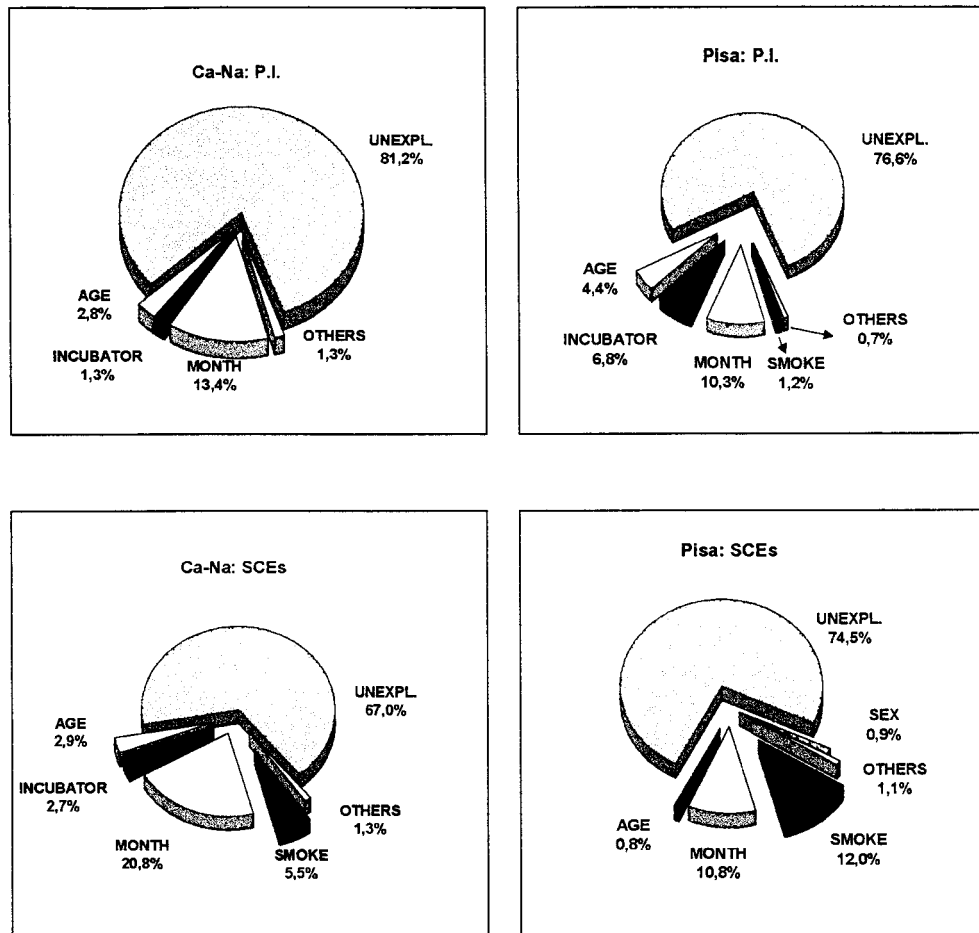 Ca-Na: P.I.
UNEXPL.
81,2%
AGE
2,8%
INCUBATOR
1,3%
MONTH
13,4%
OTHERS
1,3%
Pisa: P.I.
UNEXPL.
76,6%
AGE
4,4%
INCUBATOR
6,8%
MONTH
10,3%
SMOKE
1,2%
OTHERS
0,7%
Ca-Na: SCEs
UNEXPL.
67,0%
AGE
2,9%
INCUBATOR
2,7%
MONTH
20,8%
SMOKE
5,5%
OTHERS
1,3%
Pisa: SCEs
UNEXPL.
74,5%
SEX
0,9%
OTHERS
1,1%
SMOKE
12,0%
MONTH
10,8%
AGE
0,8%